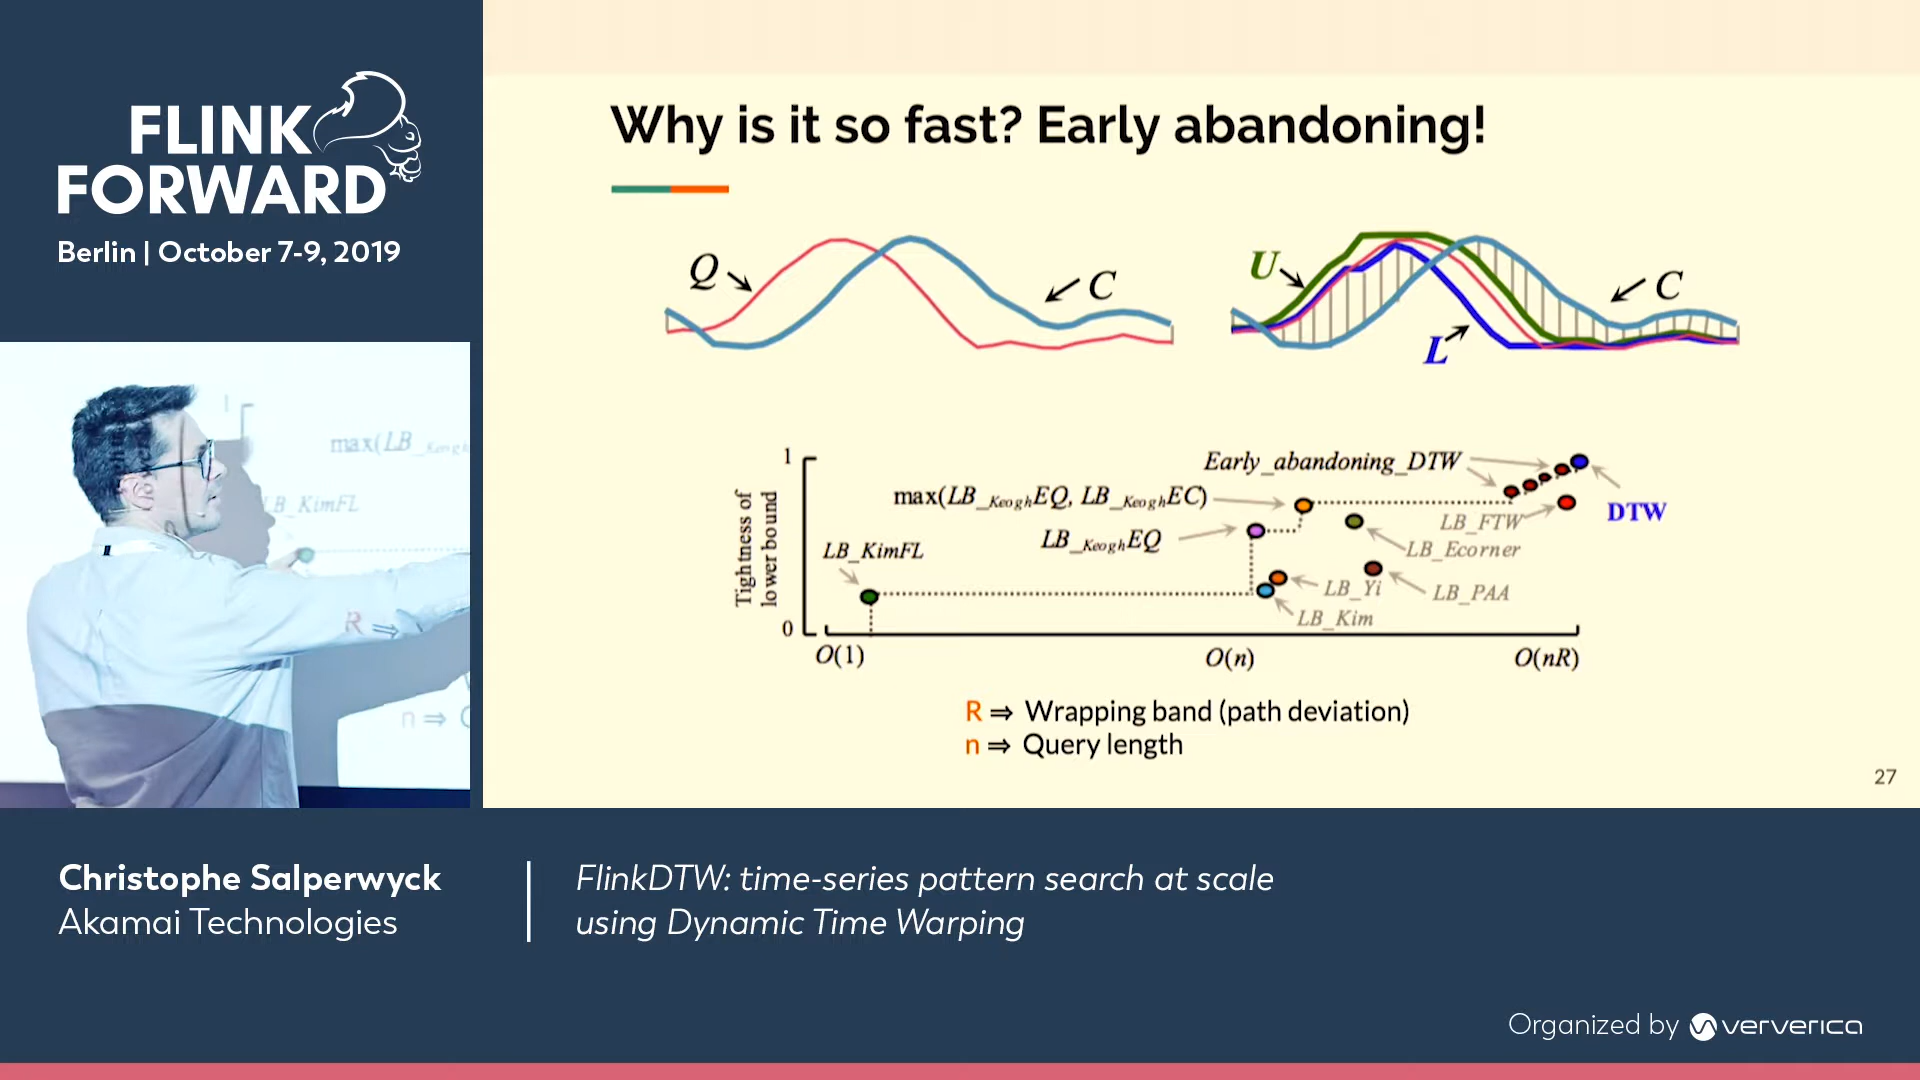 FLINK
FORWARD
Berlin | October 7-9, 2019
Why is it so fast? Early abandoning!
Q
C
U
L
C
Tightness of
lower bound
1
0
Early_abandoning_DTW
max(LB_KeoghEQ, LB_KeoghEC)
LB_KeoghEQ
LB_KimFL
LB_FTW
DTW
LB_Ecorner
LB_Yi
LB_PAA
LB_Kim
O(1)
O(n)
O(nR)
R ⇒ Wrapping band (path deviation)
n ⇒ Query length
27
max(LB_Keogh
LB_KimFL
R ⇒
n ⇒
Christophe Salperwyck
Akamai Technologies
FlinkDTW: time-series pattern search at scale
using Dynamic Time Warping
Organized by ververica